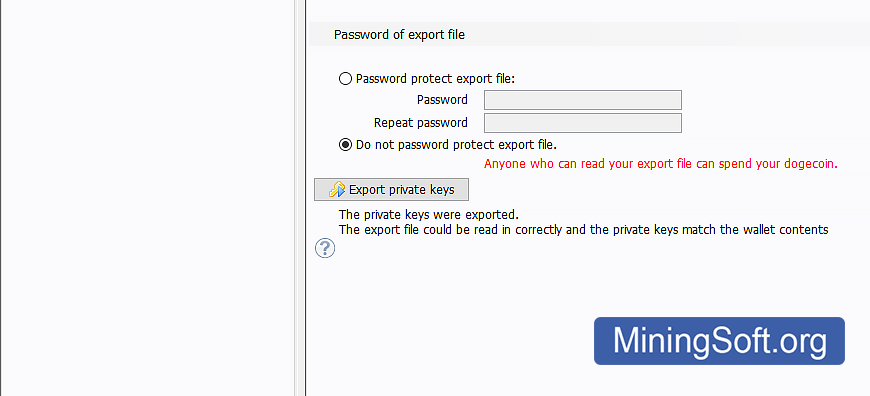 Password of export file
Password protect export file:
Password
Repeat password
Do not password protect export file.
Anyone who can read your export file can spend your dogecoin.
Export private keys
The private keys were exported.
The export file could be read in correctly and the private keys match the wallet contents
?
MiningSoft.org